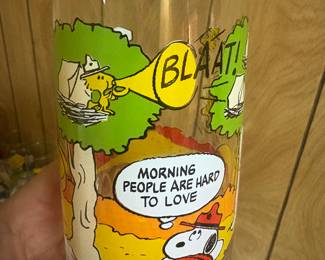 BLAAT!
MORNING
PEOPLE ARE HARD
TO LOVE